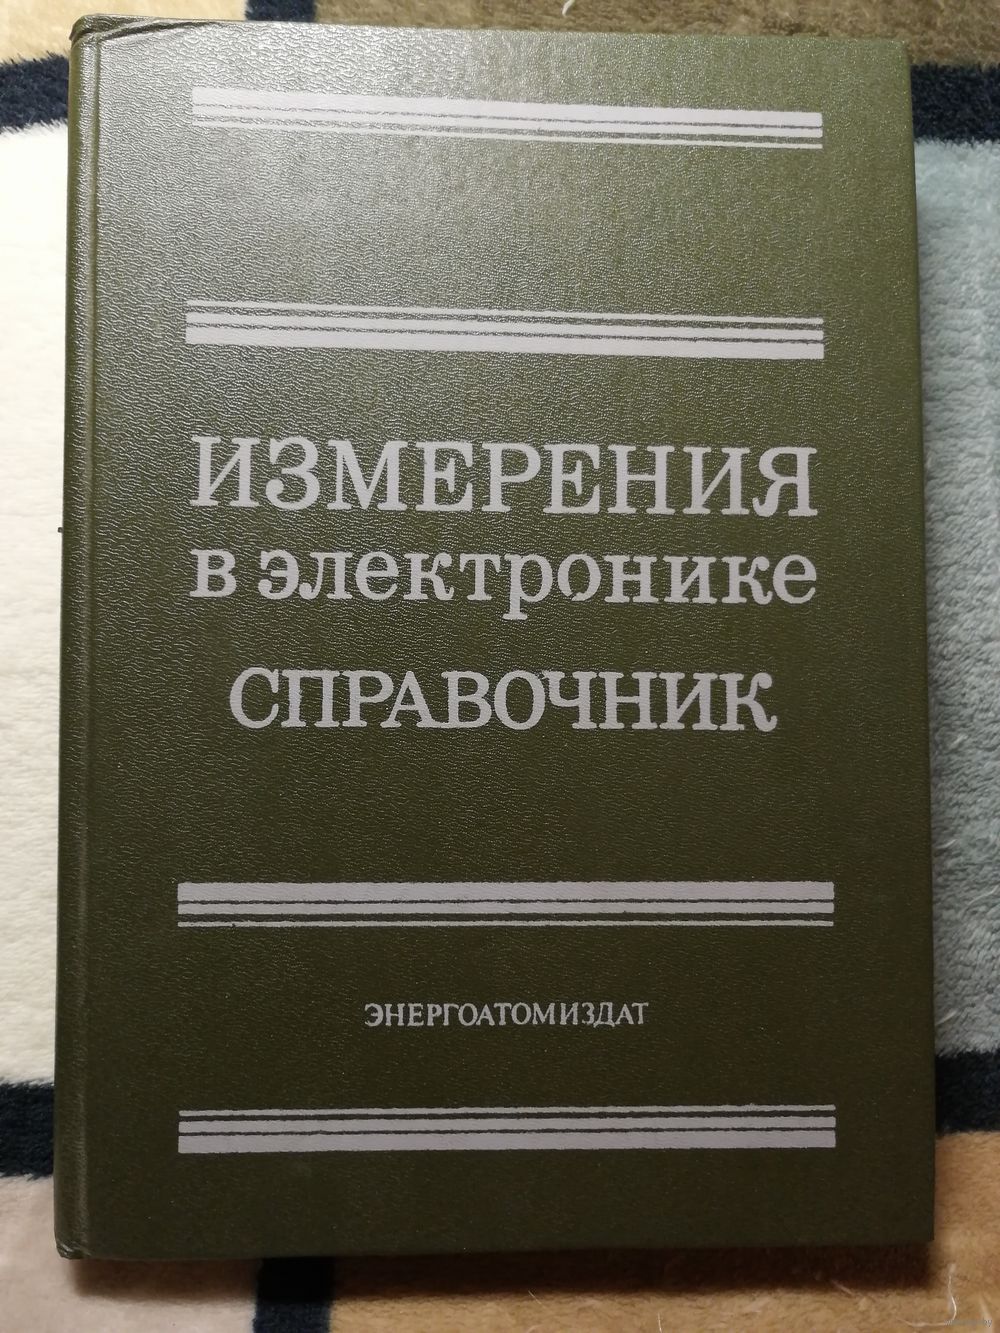 ИЗМЕРЕНИЯ
в электронике
СПРАВОЧНИК
ЭНЕРГОАТОМИЗДАТ